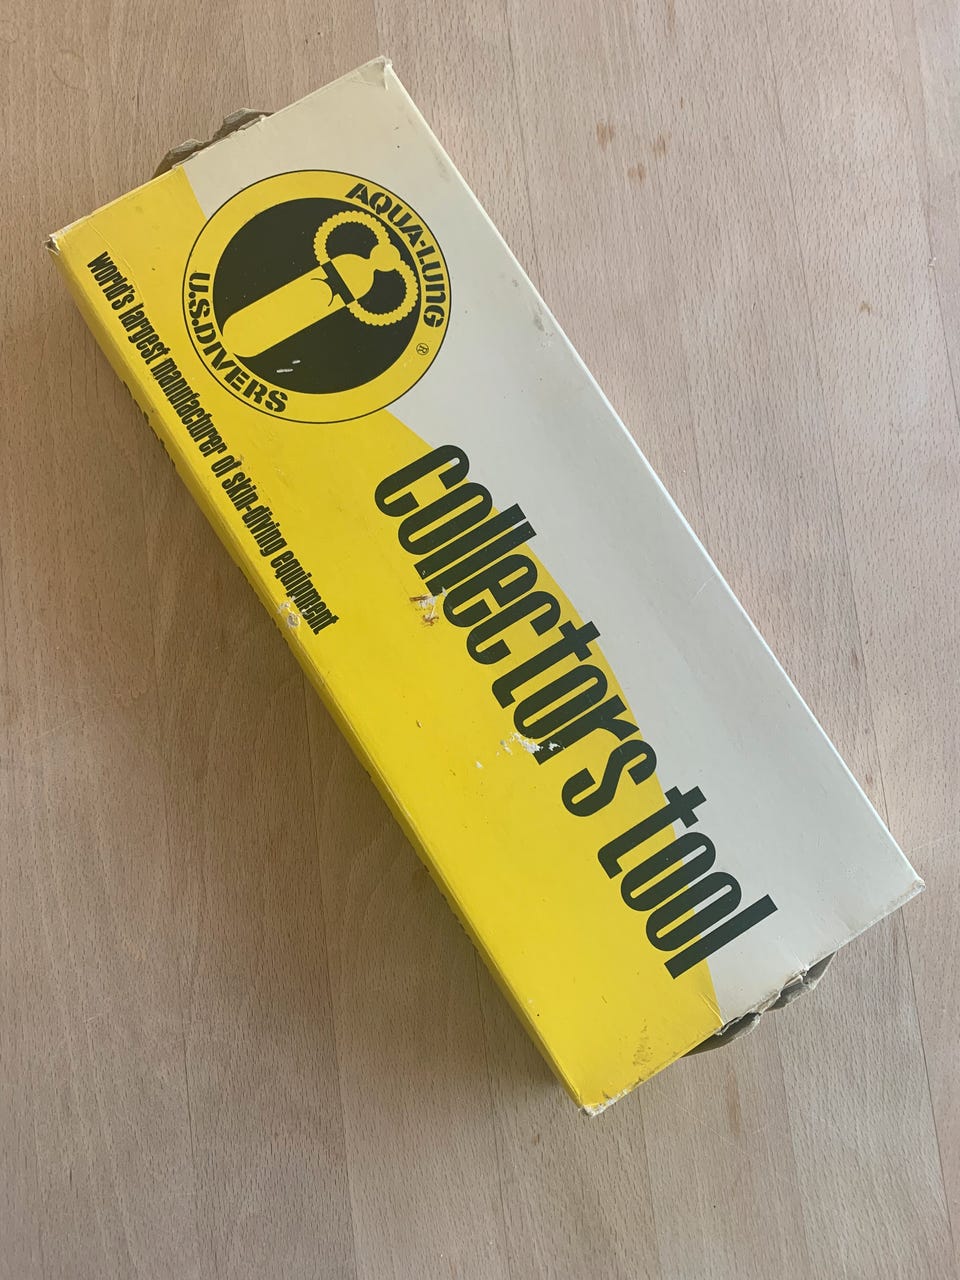 AQUA-LUNG
®
U.S.DIVERS
collectors tool
world's largest manufacturer of skin-diving equipment